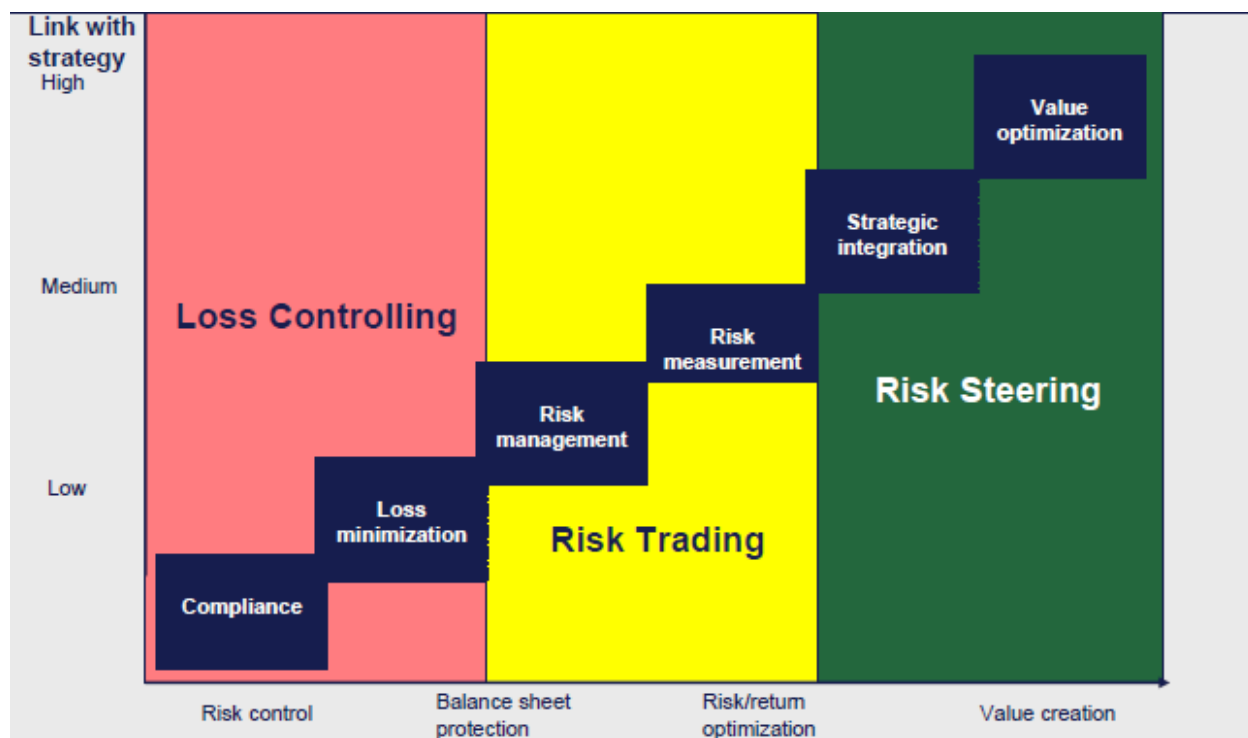 Link with
strategy
High
Value
optimization
Strategic
integration
Medium
Loss Controlling
Risk
measurement
Risk Steering
Risk
management
Low
Loss
minimization
Risk Trading
Compliance
Risk control
Balance sheet
protection
Risk/return
optimization
Value creation